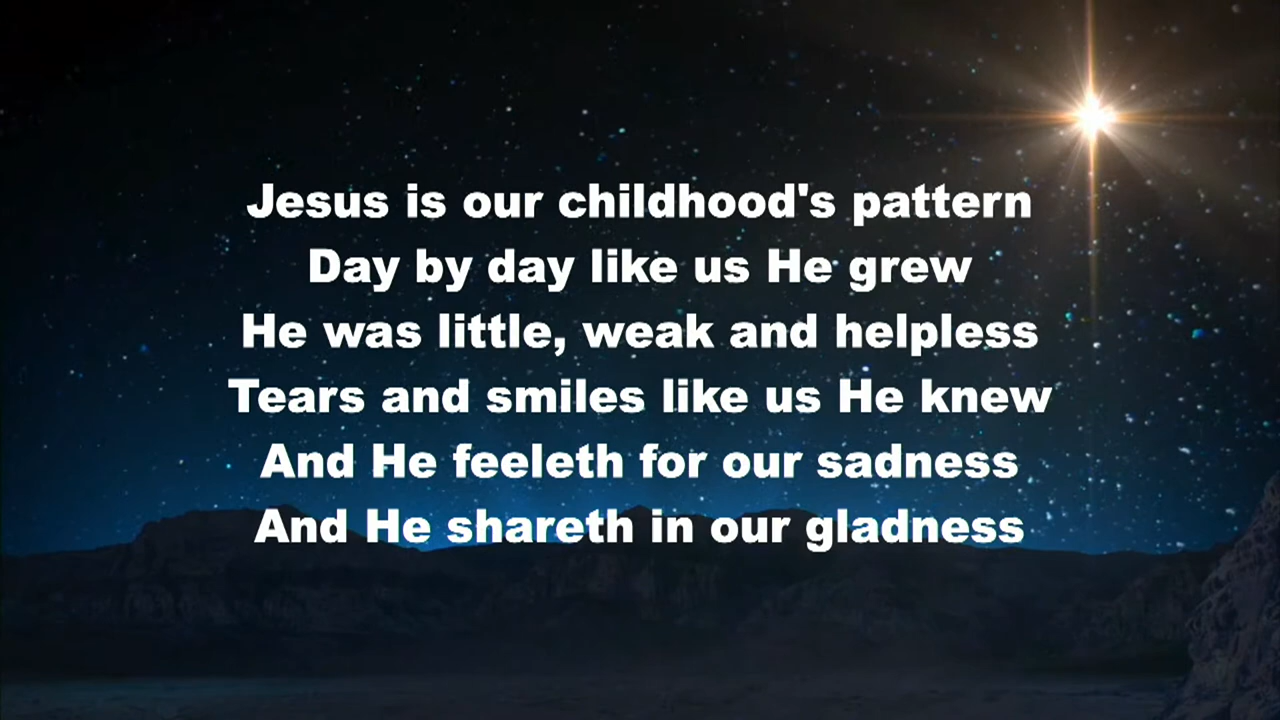 Jesus is our childhood's pattern
Day by day like us He grew
He was little, weak and helpless
Tears and smiles like us He knew
And He feeleth for our sadness
And He shareth in our gladness